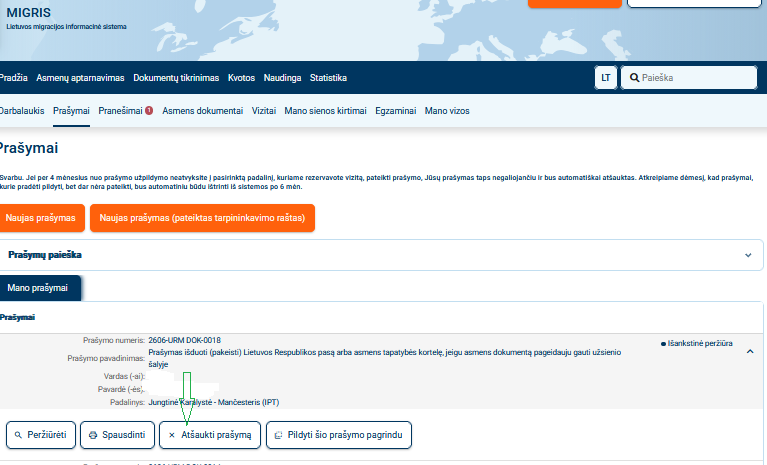 MIGRIS
Lietuvos migracijos informacinė sistema
Pradžia Asmenų aptarnavimas Dokumentų tikrinimas Kvotos Naudinga Statistika LT Paieška
Darbalaukis Prašymai Pranešimai 1 Asmens dokumentai Vizitai Mano sienos kirtimai Egzaminai Mano vizos
Prašymai
Svarbu. Jei per 4 mėnesius nuo prašymo užpildymo neatvyksite į pasirinktą padalinį, kuriame rezervavote vizitą, pateikti prašymo, Jūsų prašymas taps negaliojančiu ir bus automatiškai atšauktas. Atkreipiame dėmesį, kad prašymai,
kurie pradėti pildyti, bet dar nėra pateikti, bus automatiniu būdu ištrinti iš sistemos po 6 mėn.
Naujas prašymas Naujas prašymas (pateiktas tarpininkavimo raštas)
Prašymų paieška
Mano prašymai
Prašymai
Prašymo numeris: 2606-URM DOK-0018 Išankstinė peržiūra
Prašymo pavadinimas: Prašymas išduoti (pakeisti) Lietuvos Respublikos pasą arba asmens tapatybės kortelę, jeigu asmens dokumentą pageidauju gauti užsienio
šalyje
Vardas (-ai):
Pavardė (-ės):
Padalinys: Jungtinė Karalystė - Mančesteris (IPT)
Peržiūrėti Spausdinti Atšaukti prašymą Pildyti šio prašymo pagrindu